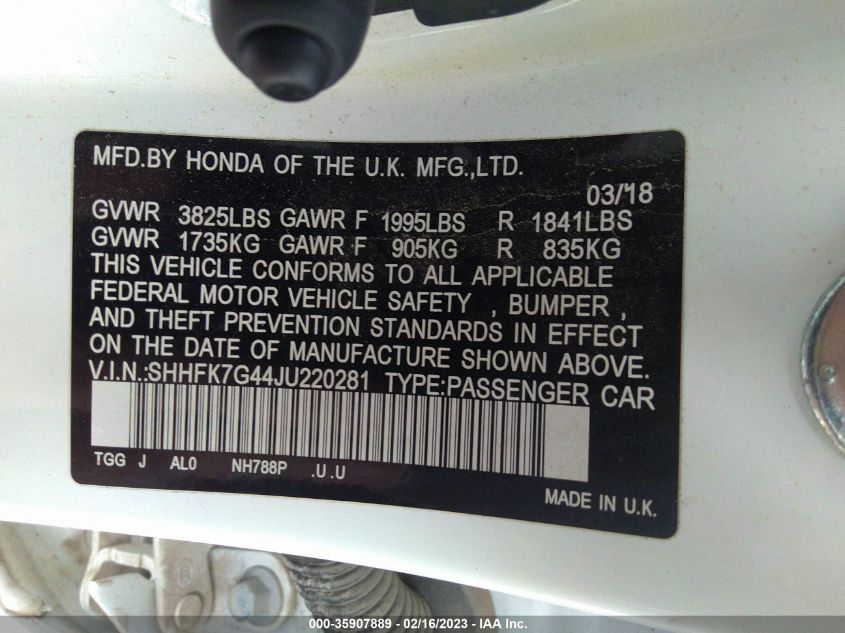 MFD.BY HONDA OF THE U.K. MFG.,LTD.
03/'18
GVWR 3825LBS GAWR F 1995LBS R 1841LBS
GVWR 1735KG GAWR F 905KG R 835KG
THIS VEHICLE CONFORMS TO ALL APPLICABLE
FEDERAL MOTOR VEHICLE SAFETY , BUMPER ,
AND THEFT PREVENTION STANDARDS IN EFFECT
ON THE DATE OF MANUFACTURE SHOWN ABOVE.
V.I.N.:SHHFK7G44JU220281 TYPE:PASSENGER CAR
TGG J AL0 NH788P .U .U
MADE IN U.K.
000-35907889 - 02/16/2023 - IAA Inc.